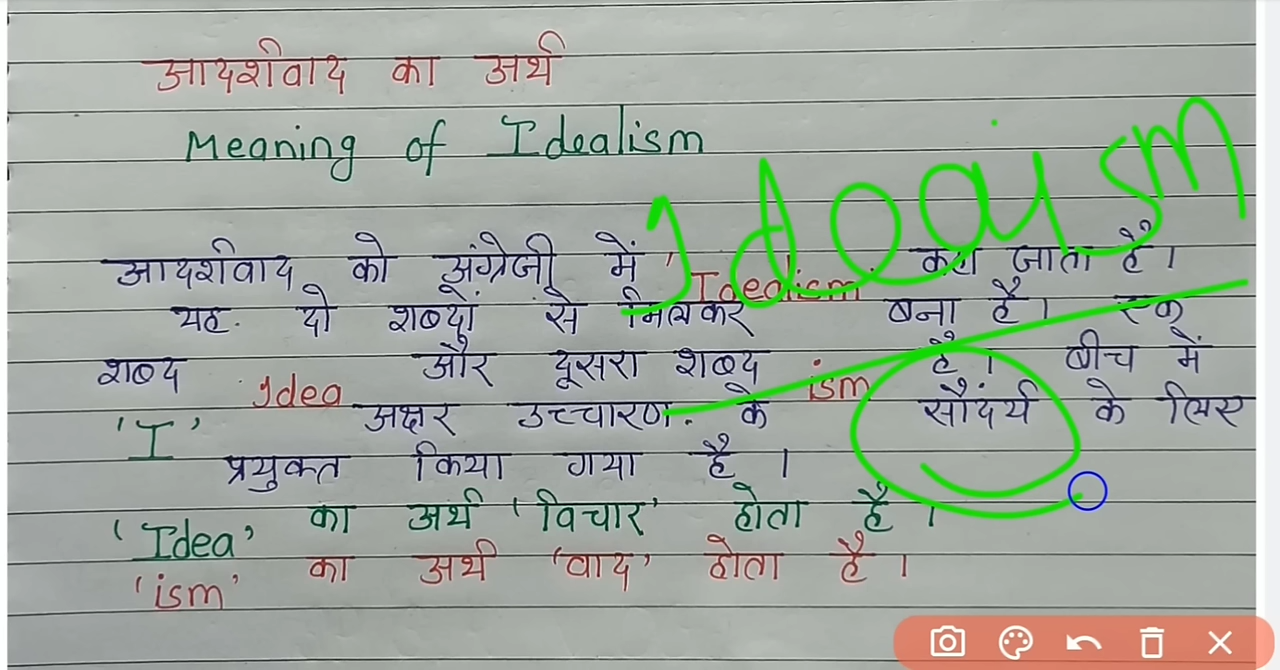 आदर्शवाद का अर्थ
Meaning of Idealism
Ideaism
आदर्शवाद को अंग्रेजी में 'Idealism' कहा जाता है।
यह दो शब्दों से मिलकर बना है। एक
शब्द Idea और दूसरा शब्द ism है। बीच में
'I' अक्षर उच्चारण के सौंदर्य के लिए
प्रयुक्त किया गया है।
'Idea' का अर्थ 'विचार' होता है।
'ism' का अर्थ 'वाद' होता है।